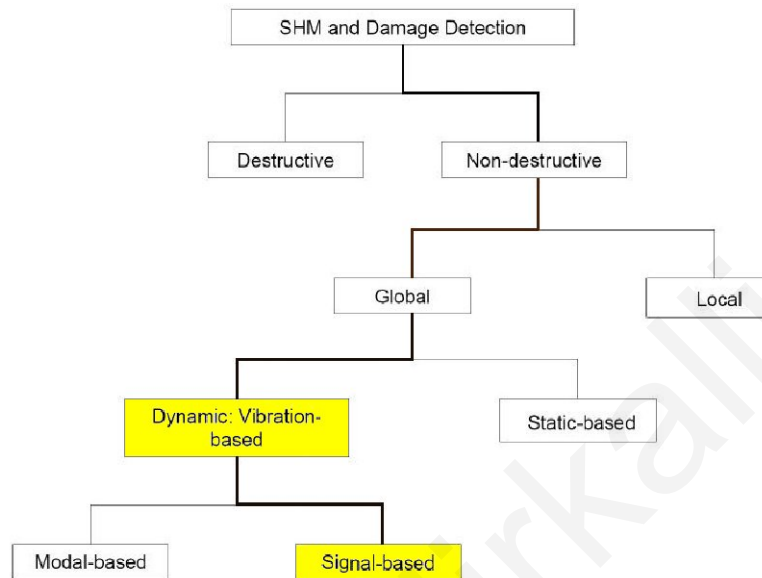 SHM and Damage Detection
Destructive
Non-destructive
Global
Local
Dynamic: Vibration-
based
Static-based
Modal-based
Signal-based